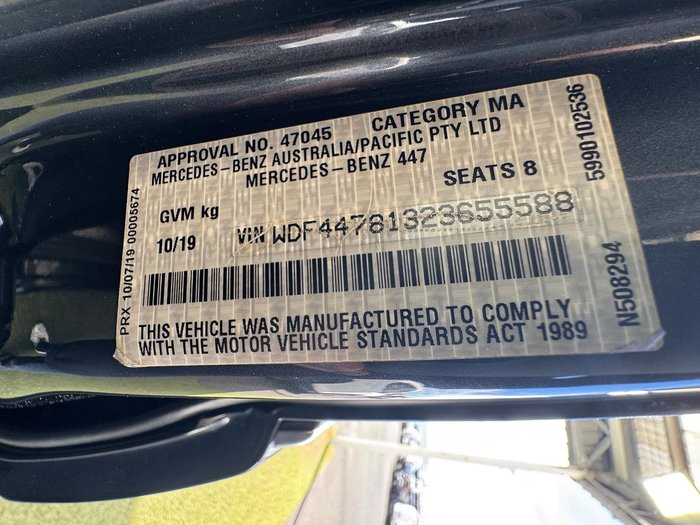 APPROVAL NO. 47045 CATEGORY MA
MERCEDES-BENZ AUSTRALIA/PACIFIC PTY LTD
MERCEDES-BENZ 447
SEATS 8
GVM kg
10/19 VIN WDF44781323655588
THIS VEHICLE WAS MANUFACTURED TO COMPLY
WITH THE MOTOR VEHICLE STANDARDS ACT 1989
PRX 10/07/19 00005674
N508294 5990102536